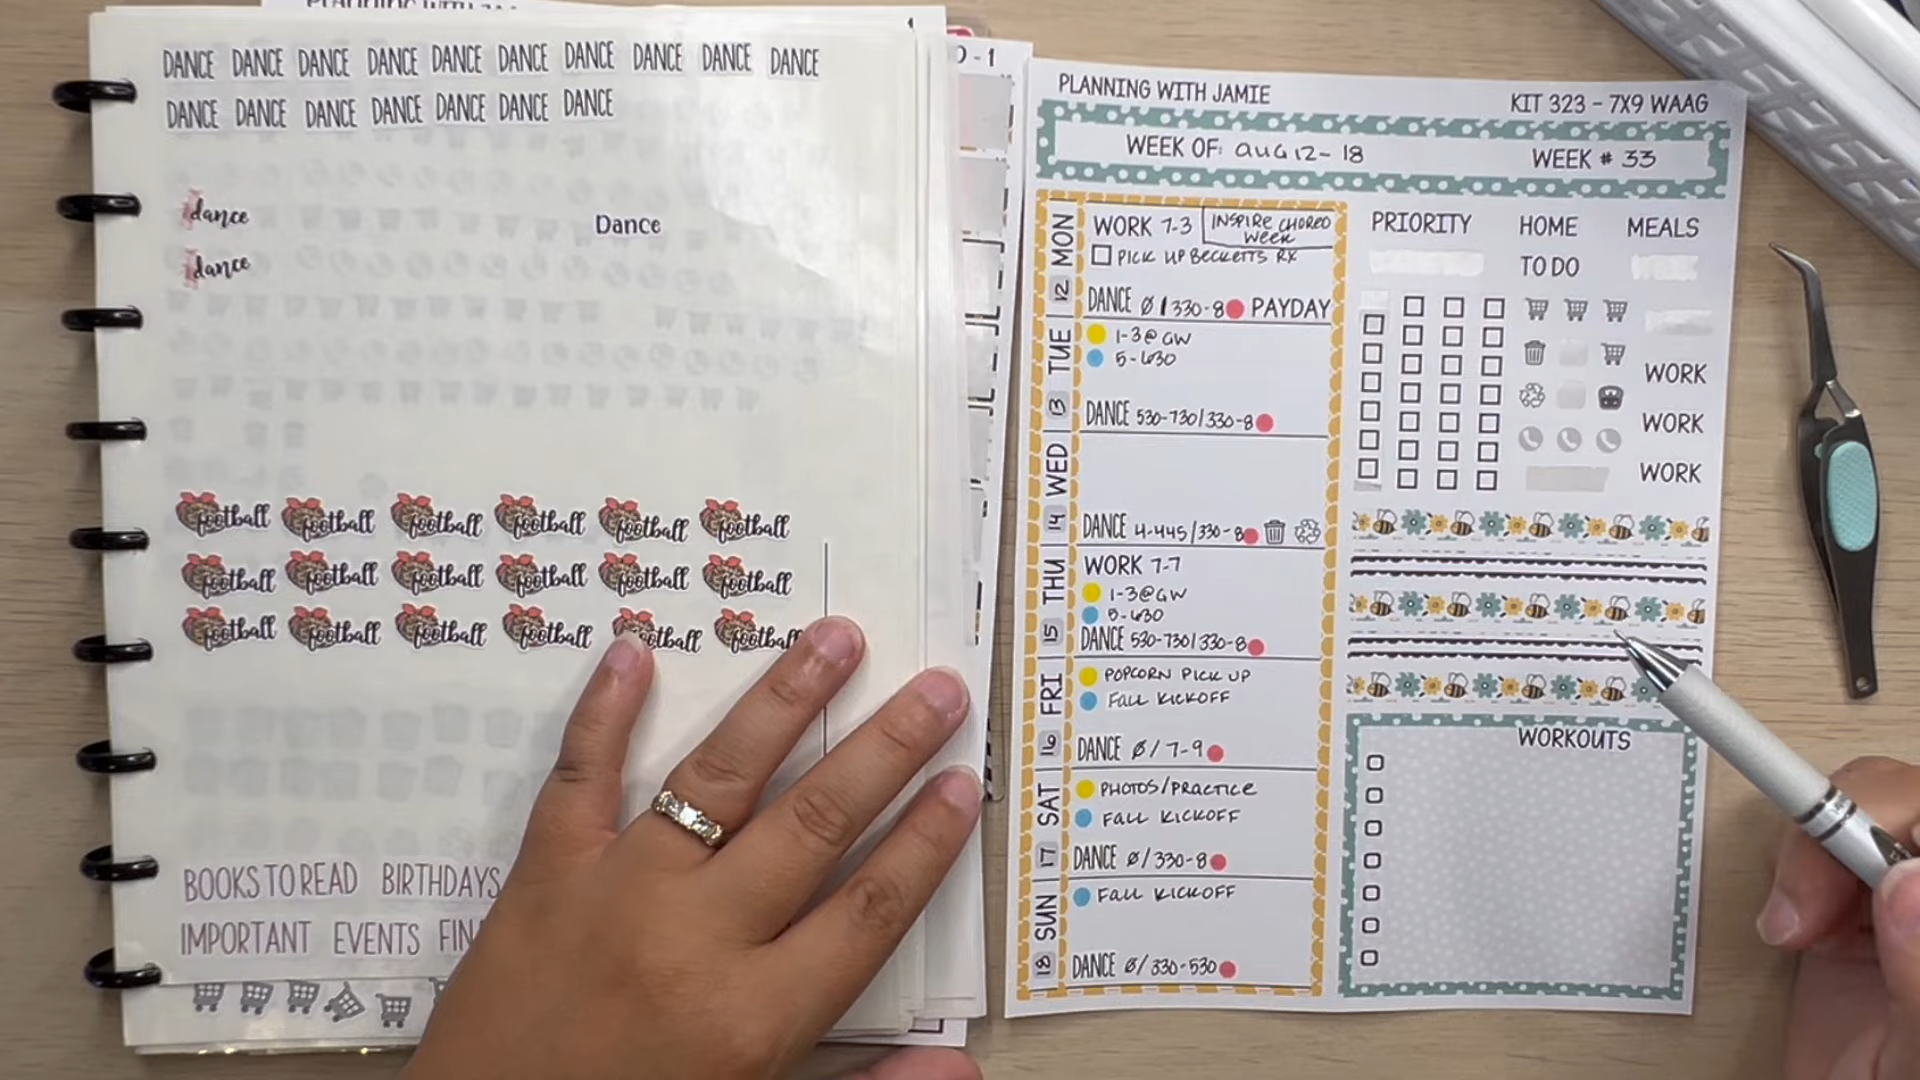 DANCE DANCE DANCE DANCE DANCE DANCE DANCE DANCE DANCE DANCE
DANCE DANCE DANCE DANCE DANCE DANCE DANCE
dance
Dance
dance
football football football football football football
football football football football football football
football football football football football football
BOOKS TO READ BIRTHDAYS
IMPORTANT EVENTS FIN
PLANNING WITH JAMIE
KIT 323 - 7X9 WAAG
WEEK OF: AUG 12-18
WEEK # 33
MON
12
WORK 7-3
INSPIRE CHOREO
WEEK
PICK UP BECKETTS RX
DANCE Ø/330-8 PAYDAY
TUE
13
1-3@GW
5-630
DANCE 530-730/330-8
WED
14
DANCE 4-445/330-8
THU
15
WORK 7-7
1-3@GW
5-630
DANCE 530-730/330-8
FRI
16
POPCORN PICK UP
FALL KICKOFF
DANCE Ø/7-9
SAT
17
PHOTOS/PRACTICE
FALL KICKOFF
DANCE Ø/330-8
SUN
18
FALL KICKOFF
DANCE Ø/330-530
PRIORITY
HOME
MEALS
TO DO
WORK
WORK
WORK
WORKOUTS